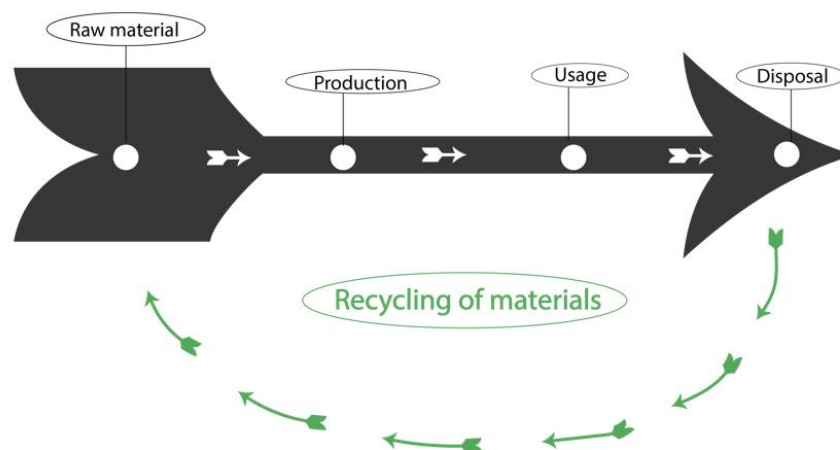 Raw material
Production
Usage
Disposal
Recycling of materials